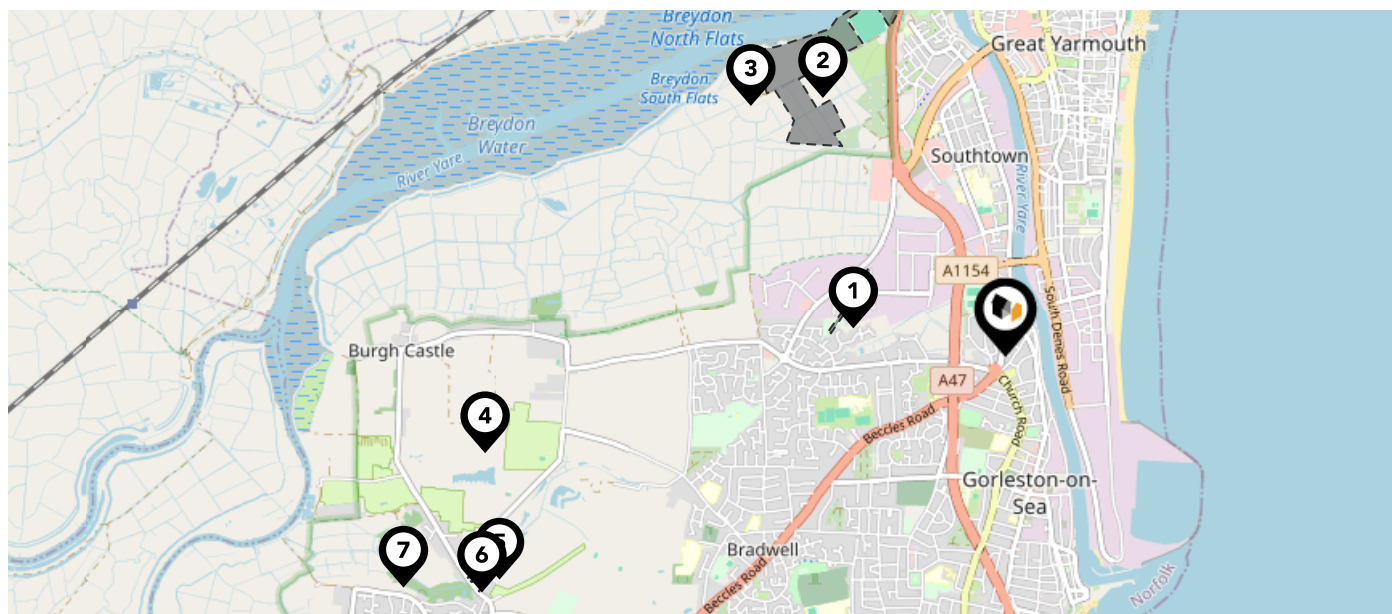 Breydon
North Flats
Great Yarmouth
3
2
Breydon
South Flats
Breydon
Water
River Yare
Southtown
River Yare
A1154
1
South Denes Road
Burgh Castle
A47
Church Road
4
Beccles Road
Gorleston-on-
Sea
7
6
5
Bradwell
Beccles Road
Norfolk